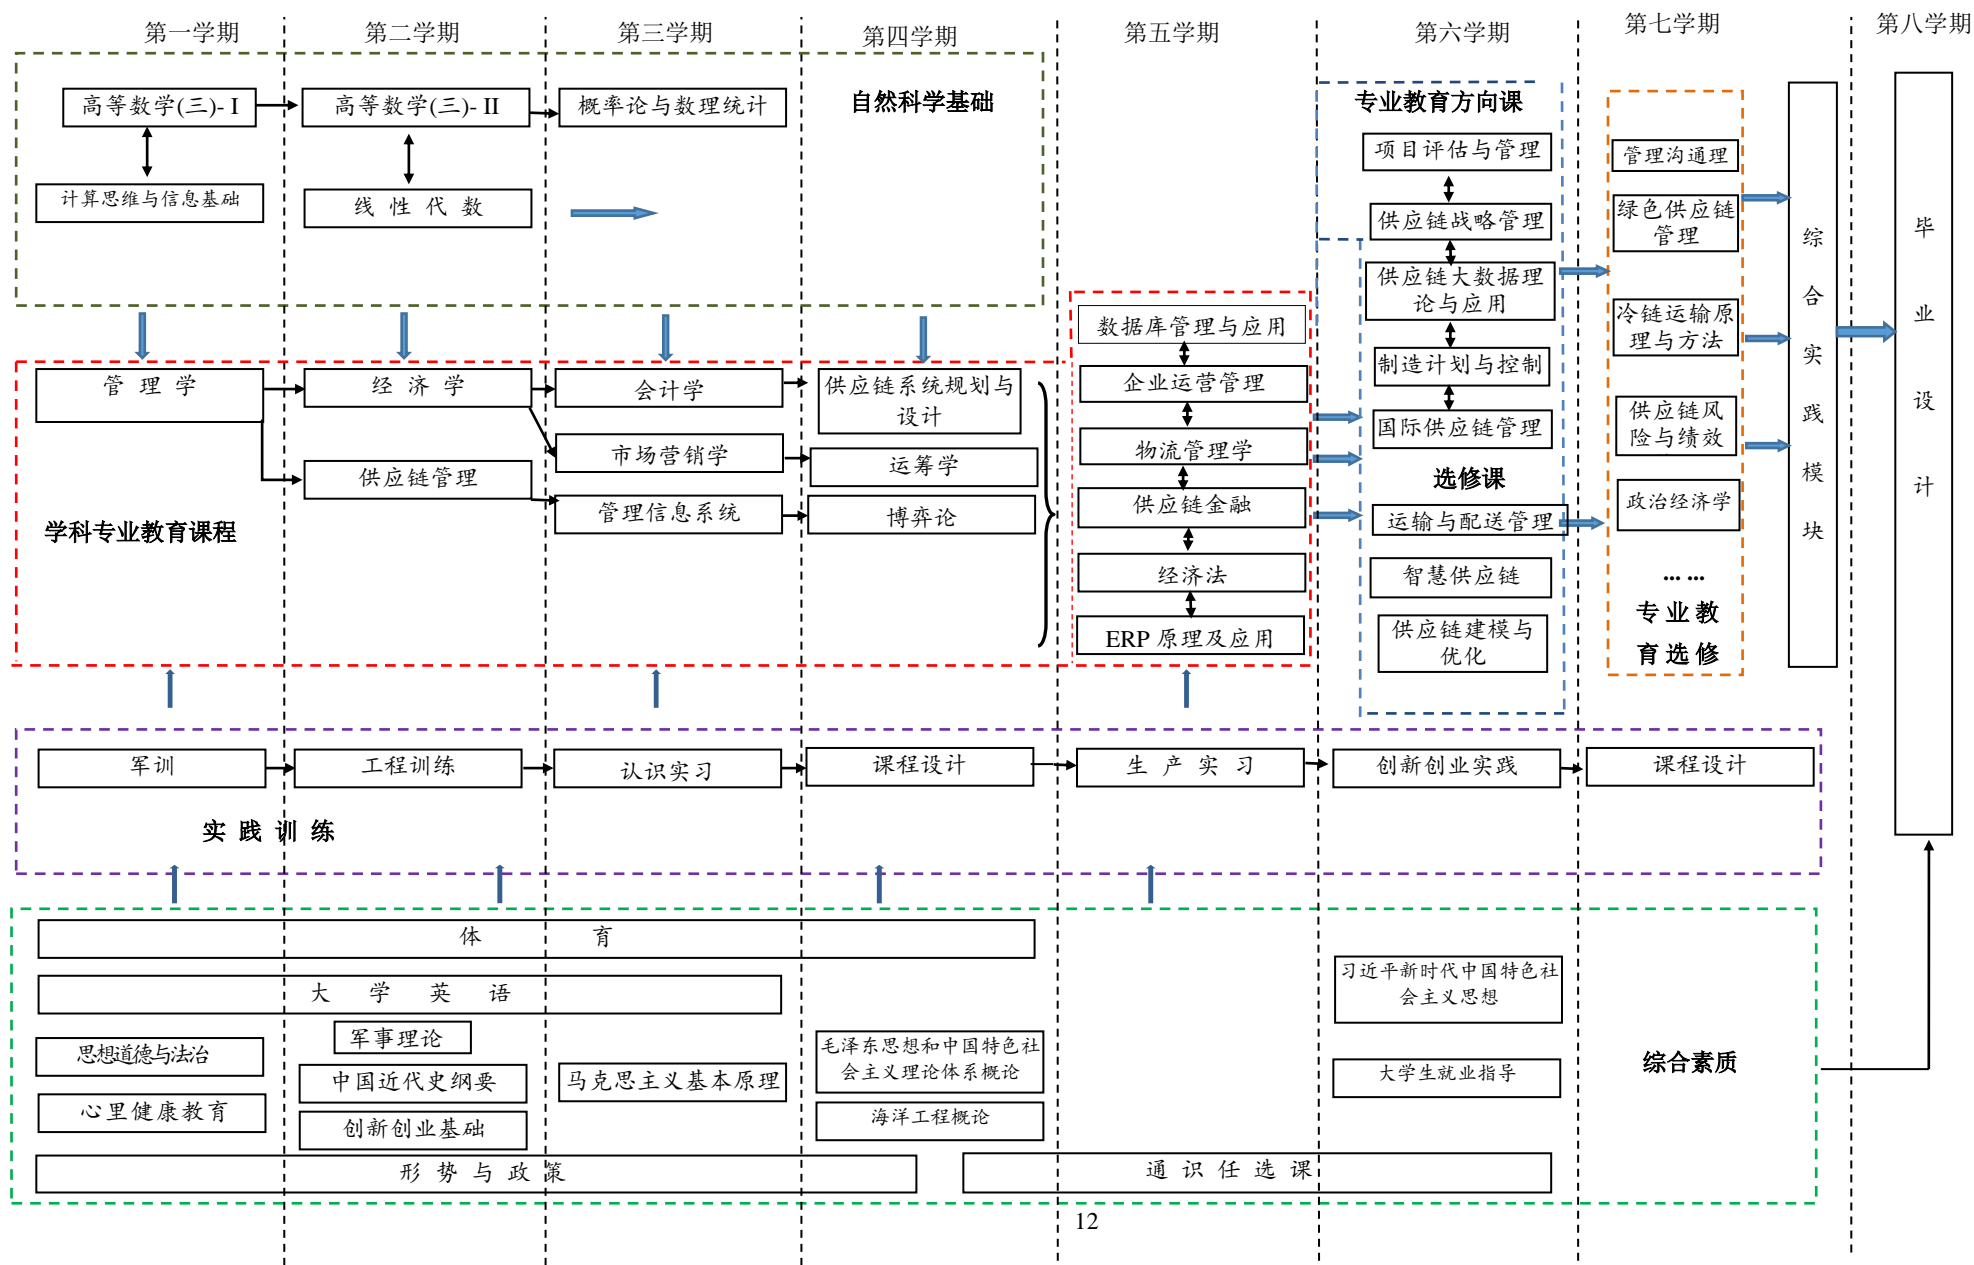 第一学期
第二学期
第三学期
第四学期
第五学期
第六学期
第七学期
第八学期
高等数学(三)- I
高等数学(三)- II
概率论与数理统计
自然科学基础
计算思维与信息基础
线 性 代 数
专业教育方向课
项目评估与管理
供应链战略管理
供应链大数据理
论与应用
制造计划与控制
国际供应链管理
选修课
运输与配送管理
智慧供应链
供应链建模与
优化
管理沟通理
绿色供应链
管理
冷链运输原
理与方法
供应链风
险与绩效
政治经济学
... ...
专 业 教
育 选 修
综
合
实
践
模
块
毕
业
设
计
管 理 学
经 济 学
会计学
供应链系统规划与
设计
供应链管理
市场营销学
运筹学
管理信息系统
博弈论
学科专业教育课程
数据库管理与应用
企业运营管理
物流管理学
供应链金融
经济法
ERP 原理及应用
军训
工程训练
认识实习
课程设计
生 产 实 习
创新创业实践
课程设计
实 践 训 练
体 育
大 学 英 语
思想道德与法治
心里健康教育
军事理论
中国近代史纲要
创新创业基础
马克思主义基本原理
毛泽东思想和中国特色社
会主义理论体系概论
海洋工程概论
习近平新时代中国特色社
会主义思想
大学生就业指导
综合素质
形 势 与 政 策
通 识 任 选 课
12